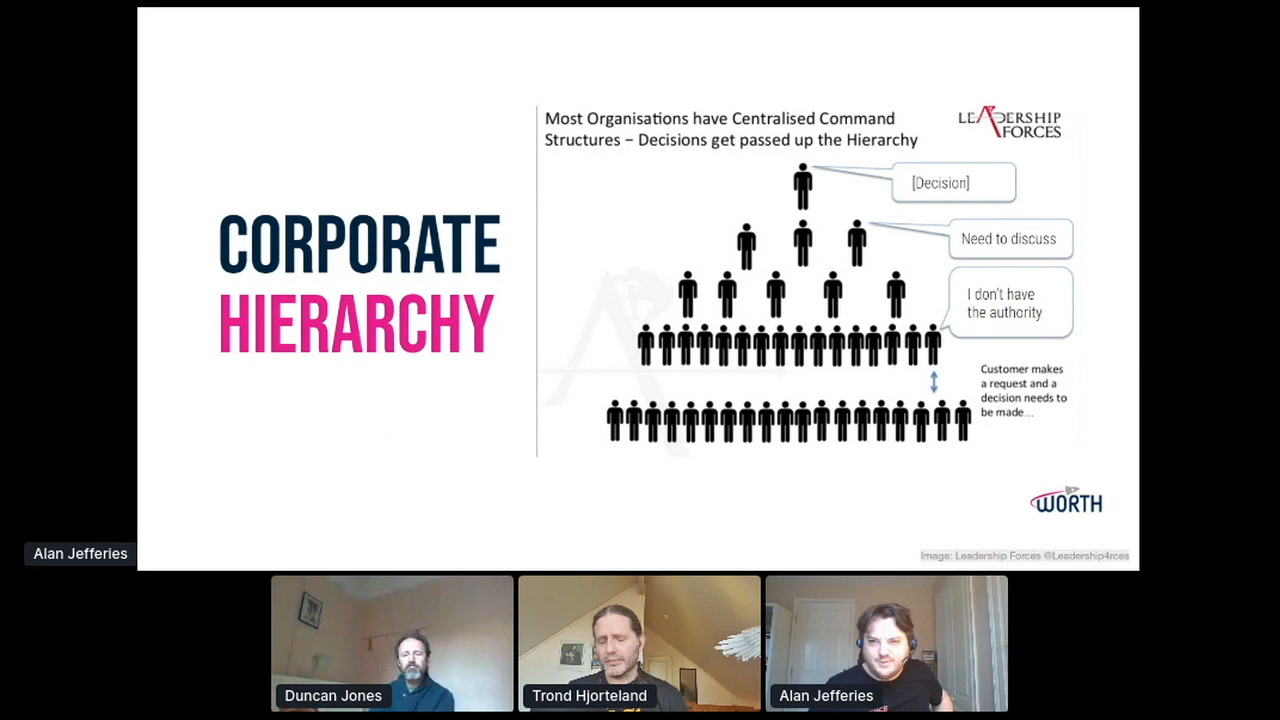 Most Organisations have Centralised Command
Structures – Decisions get passed up the Hierarchy
LEADERSHIP
FORCES
[Decision]
Need to discuss
I don't have
the authority
Customer makes
a request and a
decision needs to
be made...
CORPORATE
HIERARCHY
WORTH
Image: Leadership Forces @Leadership4rces
Alan Jefferies
Duncan Jones
Trond Hjorteland
Alan Jefferies